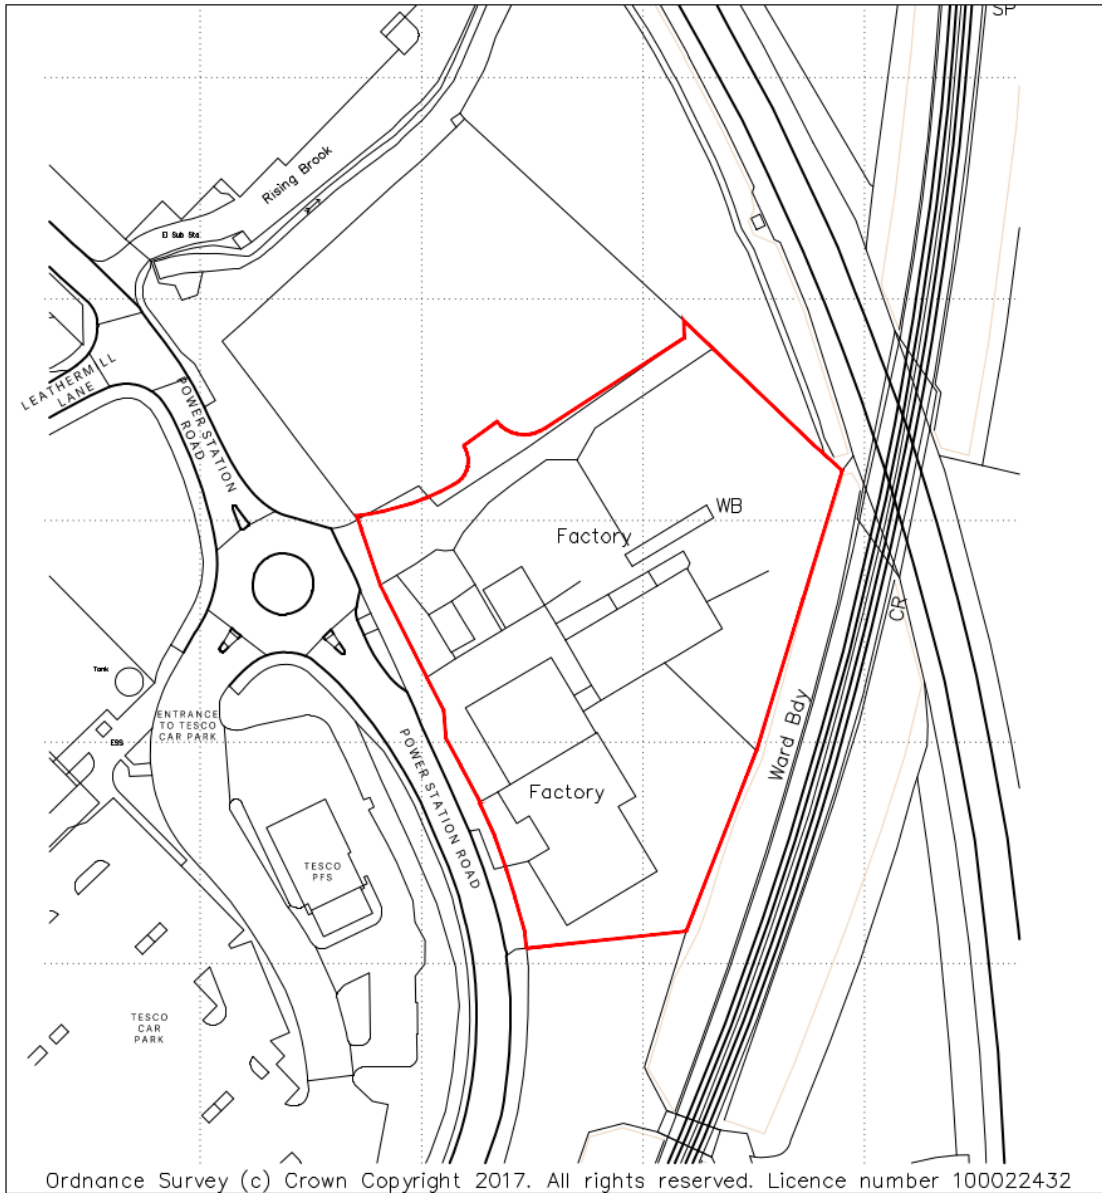 SP
Rising Brook
El Sub Sta
LEATHERMILL
LANE
POWER STATION
ROAD
WB
Factory
CR
Tank
ENTRANCE
TO TESCO
CAR PARK
ESS
Ward Bdy
POWER STATION ROAD
Factory
TESCO
PFS
TESCO
CAR
PARK
Ordnance Survey (c) Crown Copyright 2017. All rights reserved. Licence number 100022432